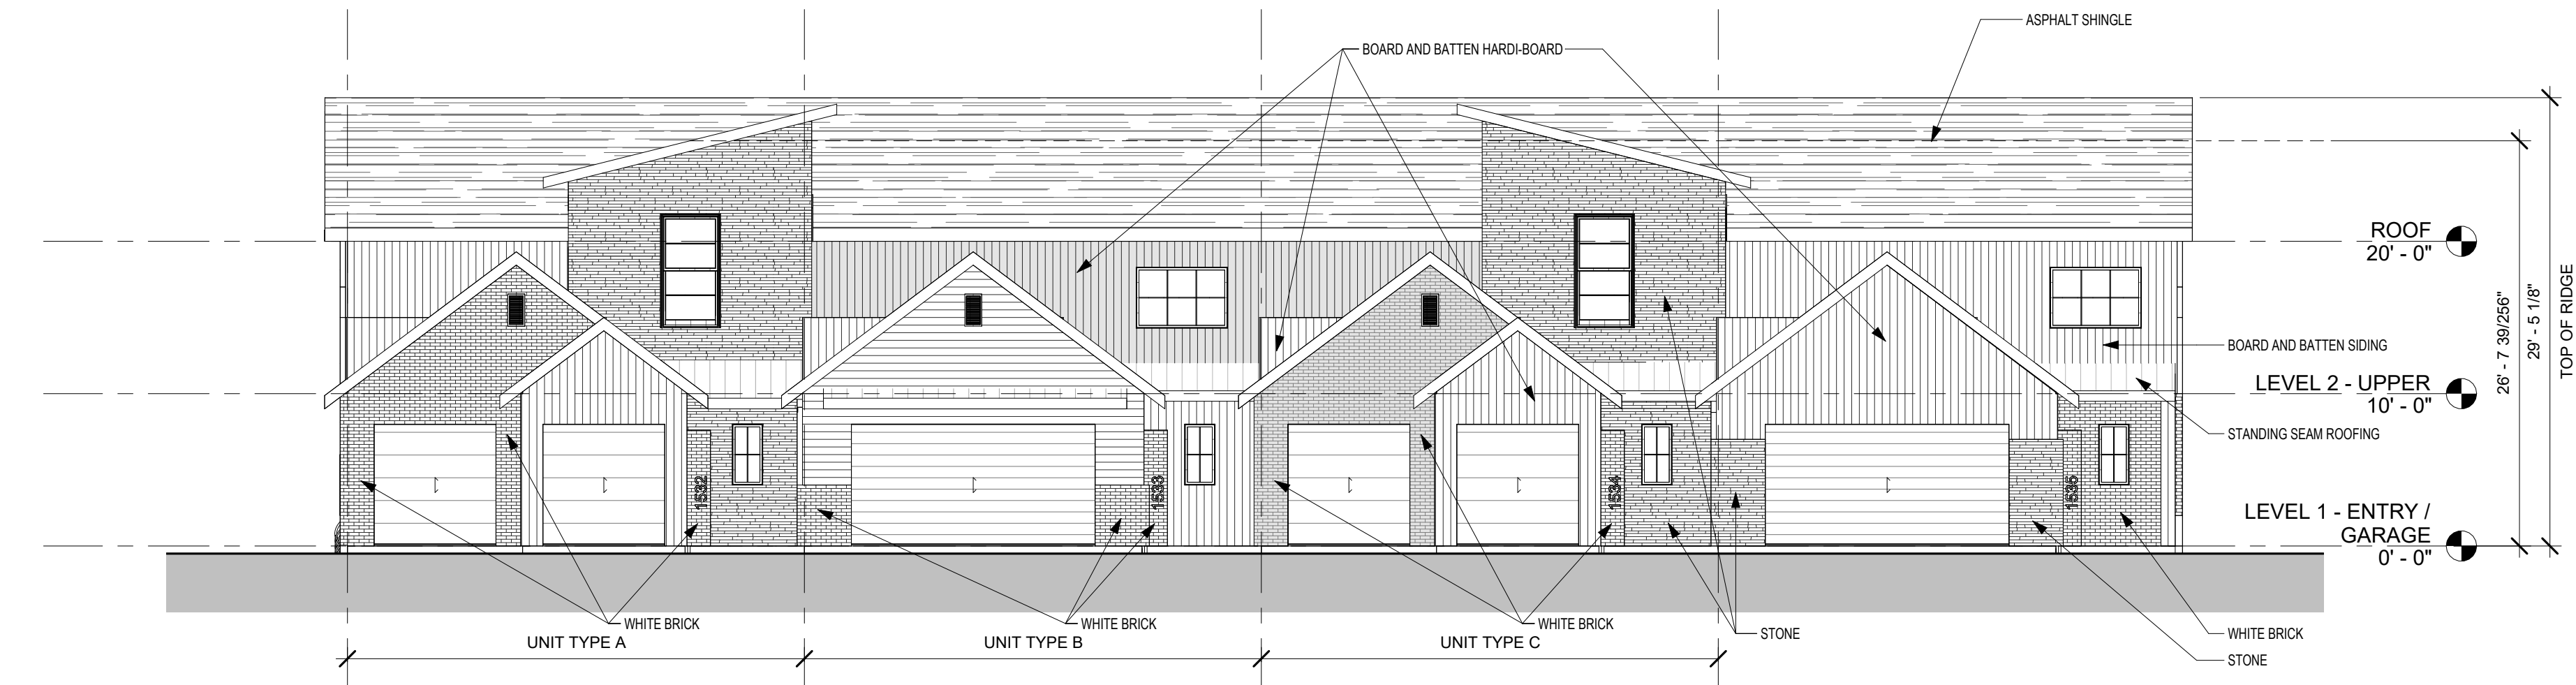 ASPHALT SHINGLE
BOARD AND BATTEN HARDI-BOARD
ROOF
20' - 0"
26' - 7 39/256"
29' - 5 1/8"
TOP OF RIDGE
BOARD AND BATTEN SIDING
LEVEL 2 - UPPER
10' - 0"
STANDING SEAM ROOFING
1532
1533
1534
1535
LEVEL 1 - ENTRY /
GARAGE
0' - 0"
WHITE BRICK
WHITE BRICK
WHITE BRICK
STONE
WHITE BRICK
STONE
UNIT TYPE A
UNIT TYPE B
UNIT TYPE C